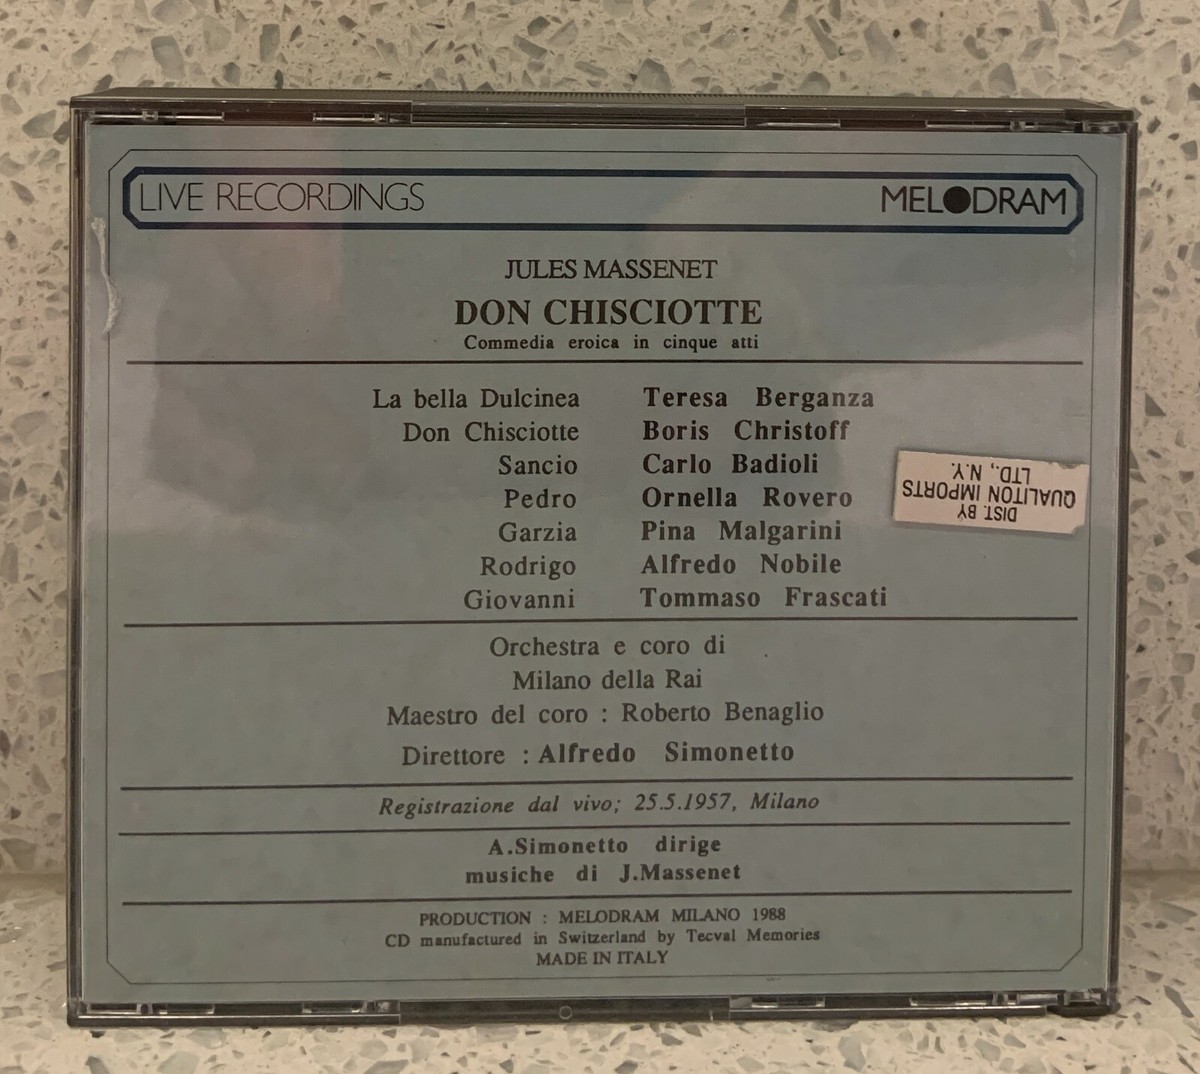 LIVE RECORDINGS MELODRAM
JULES MASSENET
DON CHISCIOTTE
Commedia eroica in cinque atti
La bella Dulcinea Teresa Berganza
Don Chisciotte Boris Christoff
Sancio Carlo Badioli
Pedro Ornella Rovero
Garzia Pina Malgarini
Rodrigo Alfredo Nobile
Giovanni Tommaso Frascati
DIST. BY
QUALITON IMPORTS
LTD., N.Y.
Orchestra e coro di
Milano della Rai
Maestro del coro : Roberto Benaglio
Direttore : Alfredo Simonetto
Registrazione dal vivo; 25.5.1957, Milano
A.Simonetto dirige
musiche di J.Massenet
PRODUCTION : MELODRAM MILANO 1988
CD manufactured in Switzerland by Tecval Memories
MADE IN ITALY